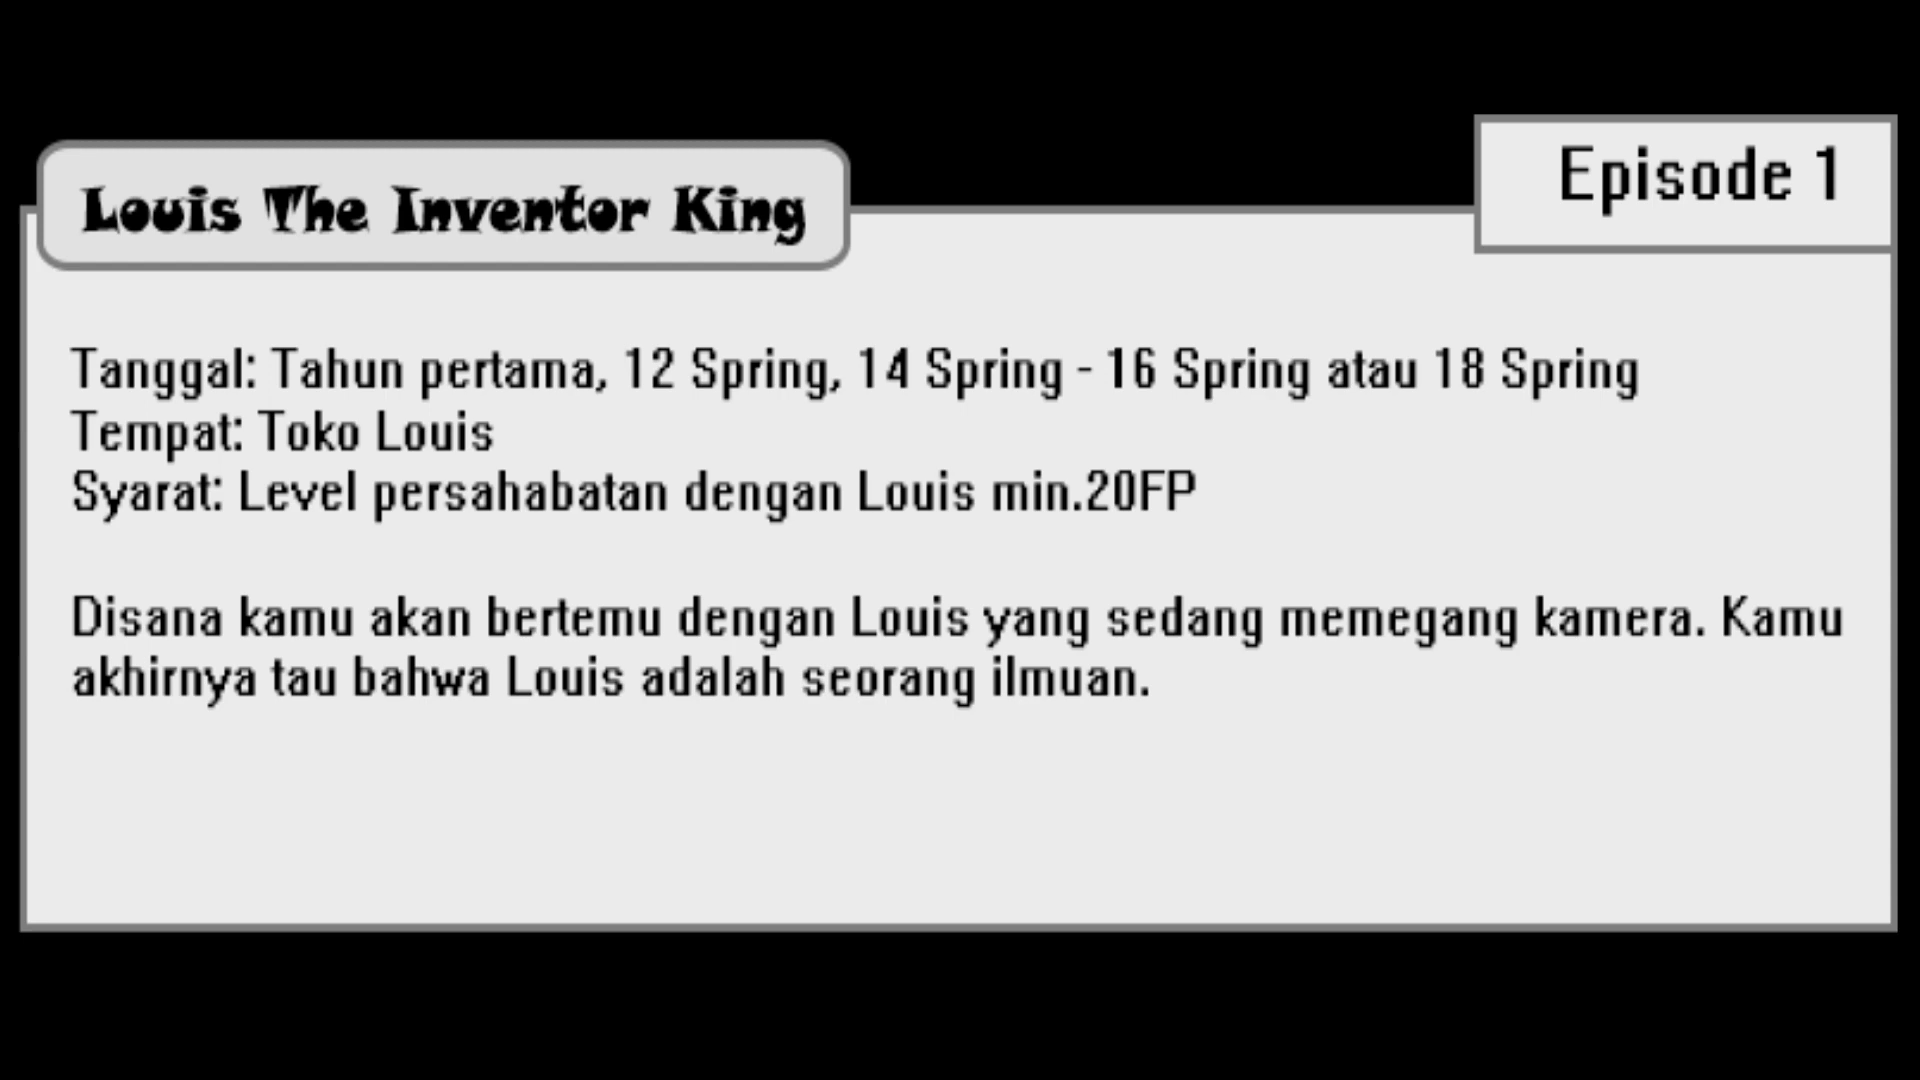 Louis The Inventor King
Episode 1
Tanggal: Tahun pertama, 12 Spring, 14 Spring - 16 Spring atau 18 Spring
Tempat: Toko Louis
Syarat: Level persahabatan dengan Louis min.20FP
Disana kamu akan bertemu dengan Louis yang sedang memegang kamera. Kamu
akhirnya tau bahwa Louis adalah seorang ilmuan.